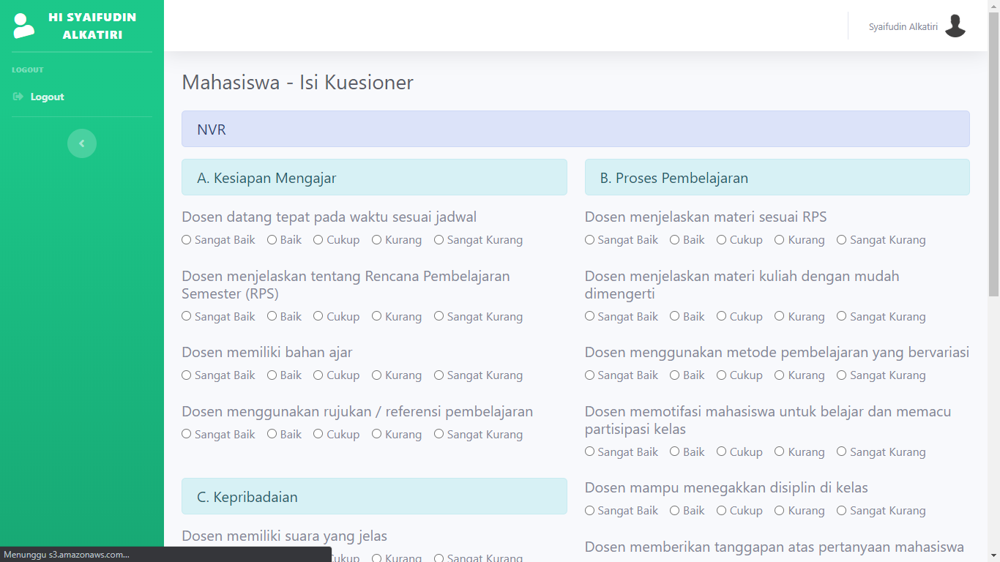 HI SYAIFUDIN
ALKATIRI
LOGOUT
Logout
Syaifudin Alkatiri
Mahasiswa - Isi Kuesioner
NVR
A. Kesiapan Mengajar
Dosen datang tepat pada waktu sesuai jadwal
Sangat Baik Baik Cukup Kurang Sangat Kurang
Dosen menjelaskan tentang Rencana Pembelajaran
Semester (RPS)
Sangat Baik Baik Cukup Kurang Sangat Kurang
Dosen memiliki bahan ajar
Sangat Baik Baik Cukup Kurang Sangat Kurang
Dosen menggunakan rujukan / referensi pembelajaran
Sangat Baik Baik Cukup Kurang Sangat Kurang
C. Kepribadaian
Dosen memiliki suara yang jelas
Cukup Kurang Sangat Kurang
B. Proses Pembelajaran
Dosen menjelaskan materi sesuai RPS
Sangat Baik Baik Cukup Kurang Sangat Kurang
Dosen menjelaskan materi kuliah dengan mudah
dimengerti
Sangat Baik Baik Cukup Kurang Sangat Kurang
Dosen menggunakan metode pembelajaran yang bervariasi
Sangat Baik Baik Cukup Kurang Sangat Kurang
Dosen memotifasi mahasiswa untuk belajar dan memacu
partisipasi kelas
Sangat Baik Baik Cukup Kurang Sangat Kurang
Dosen mampu menegakkan disiplin di kelas
Sangat Baik Baik Cukup Kurang Sangat Kurang
Dosen memberikan tanggapan atas pertanyaan mahasiswa
Menunggu s3.amazonaws.com...